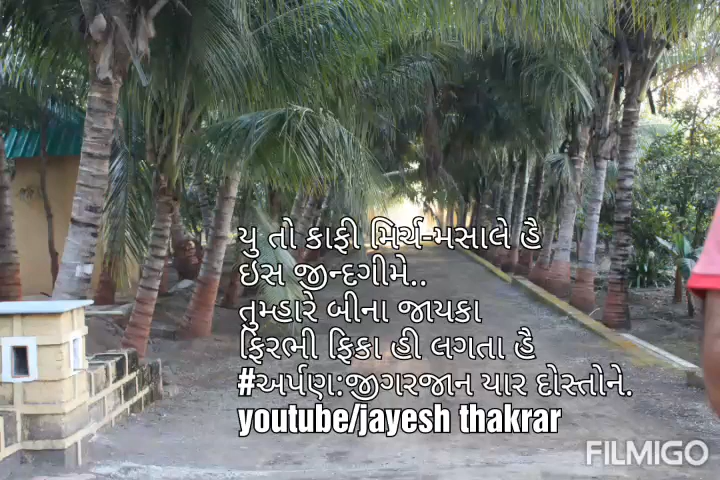 યુ તો કાફી મિર્ચ-મસાલે હૈ
ઇસ જીન્દગીમે..
તુમ્હારે બીના જાયકા
ફિરભી ફિકા હી લગતા હૈ
#અર્પણ:જીગરજાન યાર દોસ્તોને.
youtube/jayesh thakrar
FILMIGO